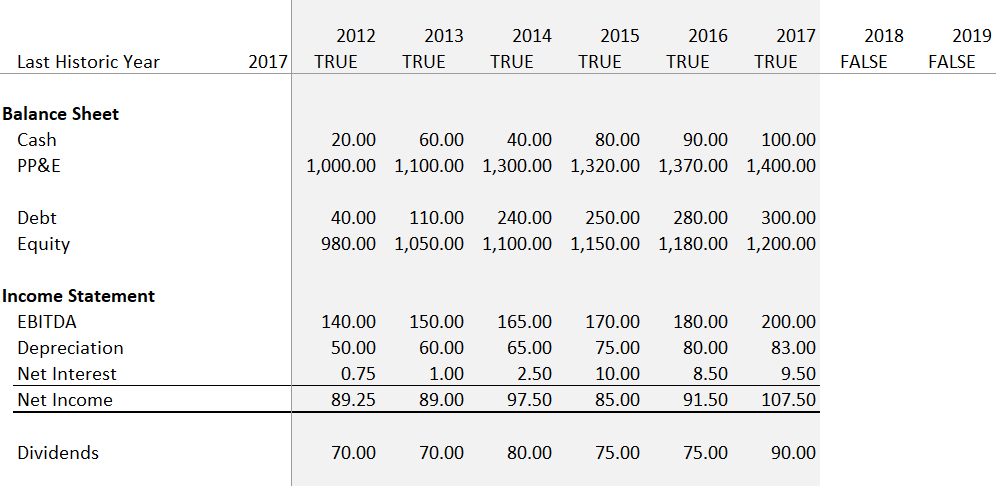 2012 2013 2014 2015 2016 2017 2018 2019
Last Historic Year 2017 TRUE TRUE TRUE TRUE TRUE TRUE FALSE FALSE
Balance Sheet
Cash 20.00 60.00 40.00 80.00 90.00 100.00
PP&E 1,000.00 1,100.00 1,300.00 1,320.00 1,370.00 1,400.00
Debt 40.00 110.00 240.00 250.00 280.00 300.00
Equity 980.00 1,050.00 1,100.00 1,150.00 1,180.00 1,200.00
Income Statement
EBITDA 140.00 150.00 165.00 170.00 180.00 200.00
Depreciation 50.00 60.00 65.00 75.00 80.00 83.00
Net Interest 0.75 1.00 2.50 10.00 8.50 9.50
Net Income 89.25 89.00 97.50 85.00 91.50 107.50
Dividends 70.00 70.00 80.00 75.00 75.00 90.00